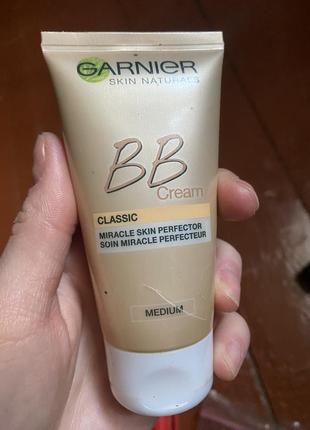 GARNIER
SKIN NATURALS
BB
Cream
CLASSIC
MIRACLE SKIN PERFECTOR
SOIN MIRACLE PERFECTEUR
MEDIUM